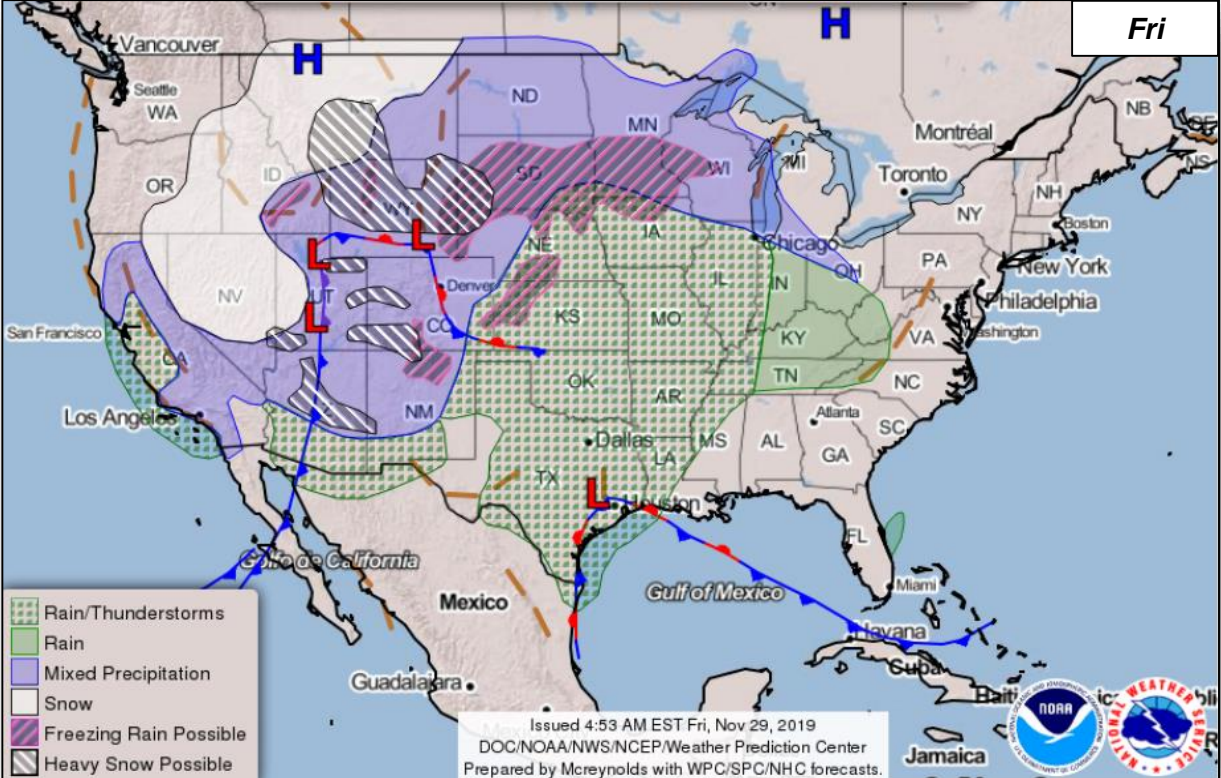 Fri
H
H
Vancouver
Seattle
WA
ND
MN
Montréal
NB
NS
OR
ID
SD
WI
MI
Toronto
NH
NY
Boston
WY
L
L
NE
IA
Chicago
PA
New York
NV
UT
Denver
IL
IN
OH
Philadelphia
San Francisco
L
CO
KS
MO
KY
VA
ashington
CA
OK
TN
NC
Los Angeles
NM
AR
Atlanta
SC
Dallas
MS
AL
GA
LA
TX
L
Houston
FL
Golfo de California
Mexico
Gulf of Mexico
Miami
Havana
Cuba
Guadalajara
Haiti
Jamaica
Rain/Thunderstorms
Rain
Mixed Precipitation
Snow
Freezing Rain Possible
Heavy Snow Possible
Issued 4:53 AM EST Fri, Nov 29, 2019
DOC/NOAA/NWS/NCEP/Weather Prediction Center
Prepared by Mcreynolds with WPC/SPC/NHC forecasts.
NOAA
NATIONAL WEATHER SERVICE